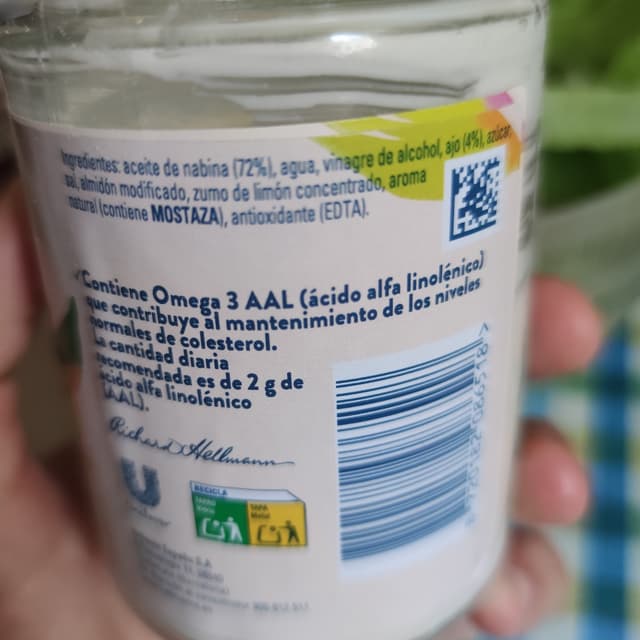 Ingredientes: aceite de nabina (72%), agua, vinagre de alcohol, ajo (4%), azúcar,
sal, almidón modificado, zumo de limón concentrado, aroma
natural (contiene MOSTAZA), antioxidante (EDTA).
Contiene Omega 3 AAL (ácido alfa linolénico)
que contribuye al mantenimiento de los niveles
normales de colesterol.
La cantidad diaria
recomendada es de 2 g de
ácido alfa linolénico
(AAL).
Richard Hellmann
RECICLA